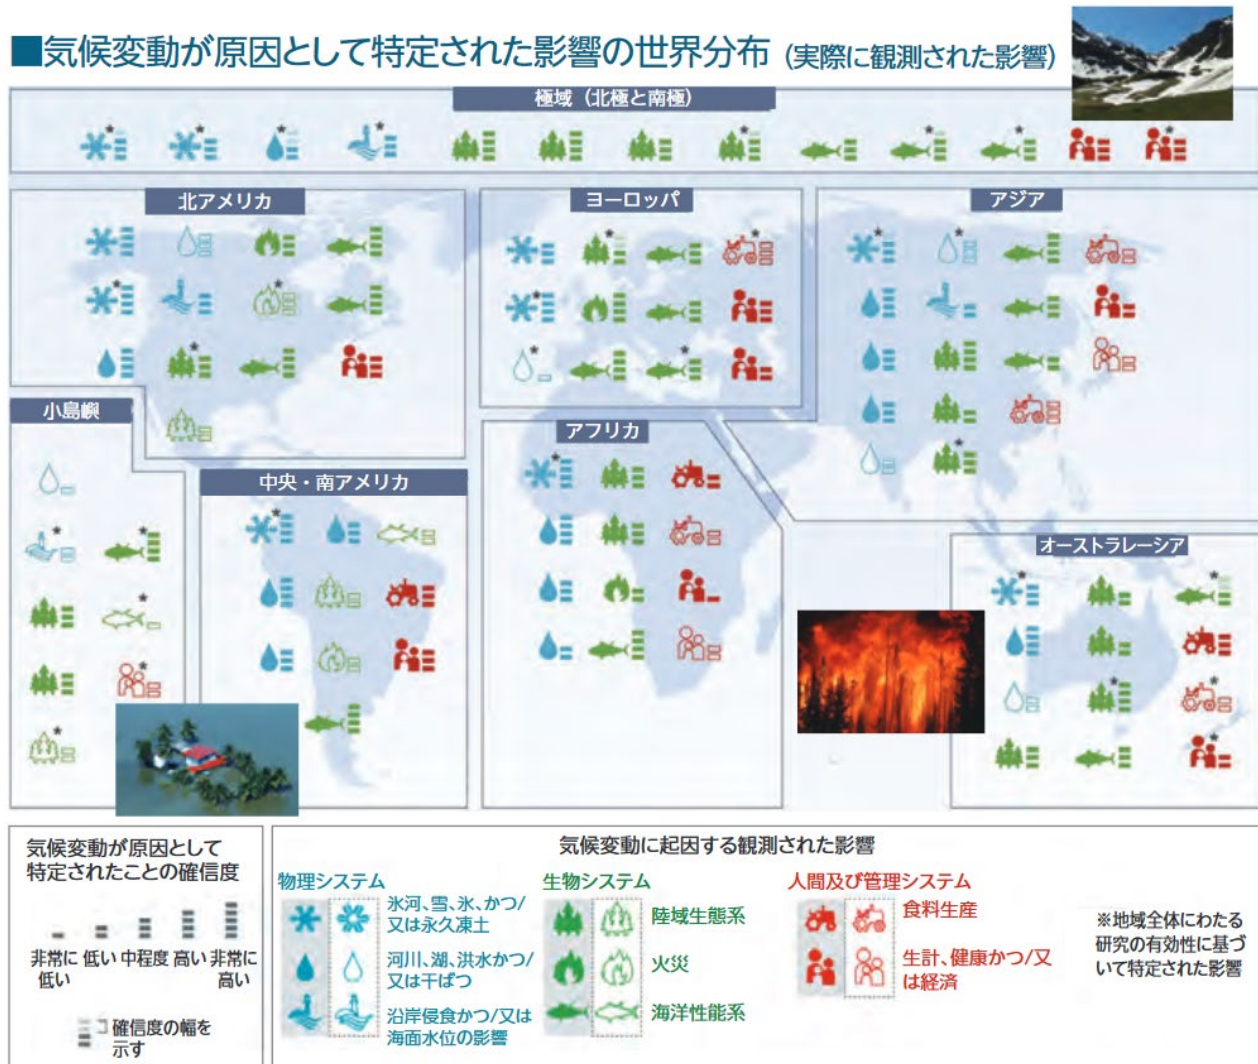 ■気候変動が原因として特定された影響の世界分布 (実際に観測された影響)
極域（北極と南極）
北アメリカ
ヨーロッパ
アジア
小島嶼
中央・南アメリカ
アフリカ
オーストラレーシア
気候変動が原因として
特定されたことの確信度
非常に
低い
低い
中程度
高い
非常に
高い
確信度の幅を
示す
気候変動に起因する観測された影響
物理システム
氷河、雪、氷、かつ/
又は永久凍土
河川、湖、洪水かつ/
又は干ばつ
沿岸侵食かつ/又は
海面水位の影響
生物システム
陸域生態系
火災
海洋性能系
人間及び管理システム
食料生産
生計、健康かつ/又
は経済
※地域全体にわたる
研究の有効性に基づ
いて特定された影響